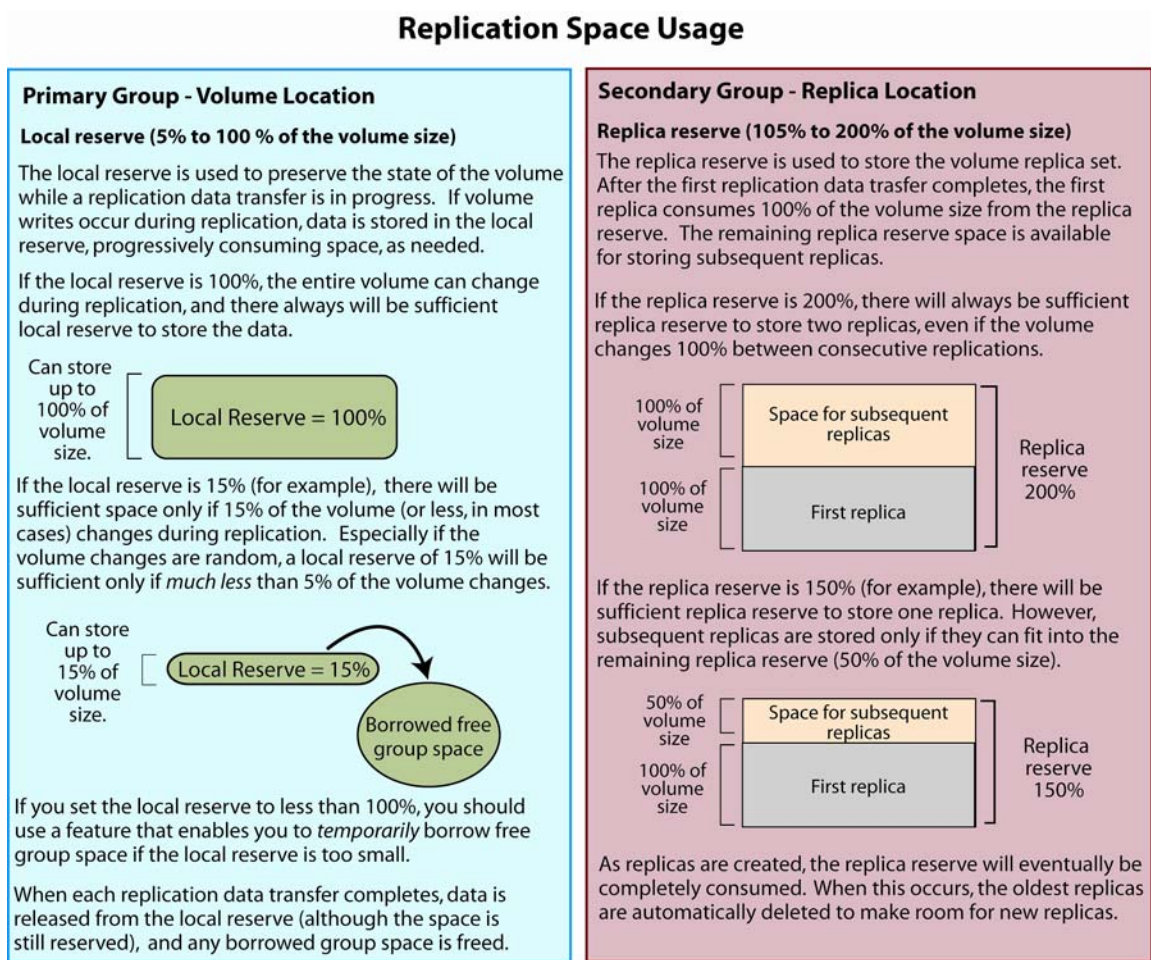 Replication Space Usage
Primary Group - Volume Location
Local reserve (5% to 100 % of the volume size)
The local reserve is used to preserve the state of the volume
while a replication data transfer is in progress. If volume
writes occur during replication, data is stored in the local
reserve, progressively consuming space, as needed.
If the local reserve is 100%, the entire volume can change
during replication, and there always will be sufficient
local reserve to store the data.
Can store
up to
100% of
volume
size.
Local Reserve = 100%
If the local reserve is 15% (for example), there will be
sufficient space only if 15% of the volume (or less, in most
cases) changes during replication. Especially if the
volume changes are random, a local reserve of 15% will be
sufficient only if much less than 5% of the volume changes.
Can store
up to
15% of
volume
size.
Local Reserve = 15%
Borrowed free
group space
If you set the local reserve to less than 100%, you should
use a feature that enables you to temporarily borrow free
group space if the local reserve is too small.
When each replication data transfer completes, data is
released from the local reserve (although the space is
still reserved), and any borrowed group space is freed.
Secondary Group - Replica Location
Replica reserve (105% to 200% of the volume size)
The replica reserve is used to store the volume replica set.
After the first replication data trasfer completes, the first
replica consumes 100% of the volume size from the replica
reserve. The remaining replica reserve space is available
for storing subsequent replicas.
If the replica reserve is 200%, there will always be sufficient
replica reserve to store two replicas, even if the volume
changes 100% between consecutive replications.
100% of
volume
size
Space for subsequent
replicas
100% of
volume
size
First replica
Replica
reserve
200%
If the replica reserve is 150% (for example), there will be
sufficient replica reserve to store one replica. However,
subsequent replicas are stored only if they can fit into the
remaining replica reserve (50% of the volume size).
50% of
volume
size
Space for subsequent
replicas
100% of
volume
size
First replica
Replica
reserve
150%
As replicas are created, the replica reserve will eventually be
completely consumed. When this occurs, the oldest replicas
are automatically deleted to make room for new replicas.